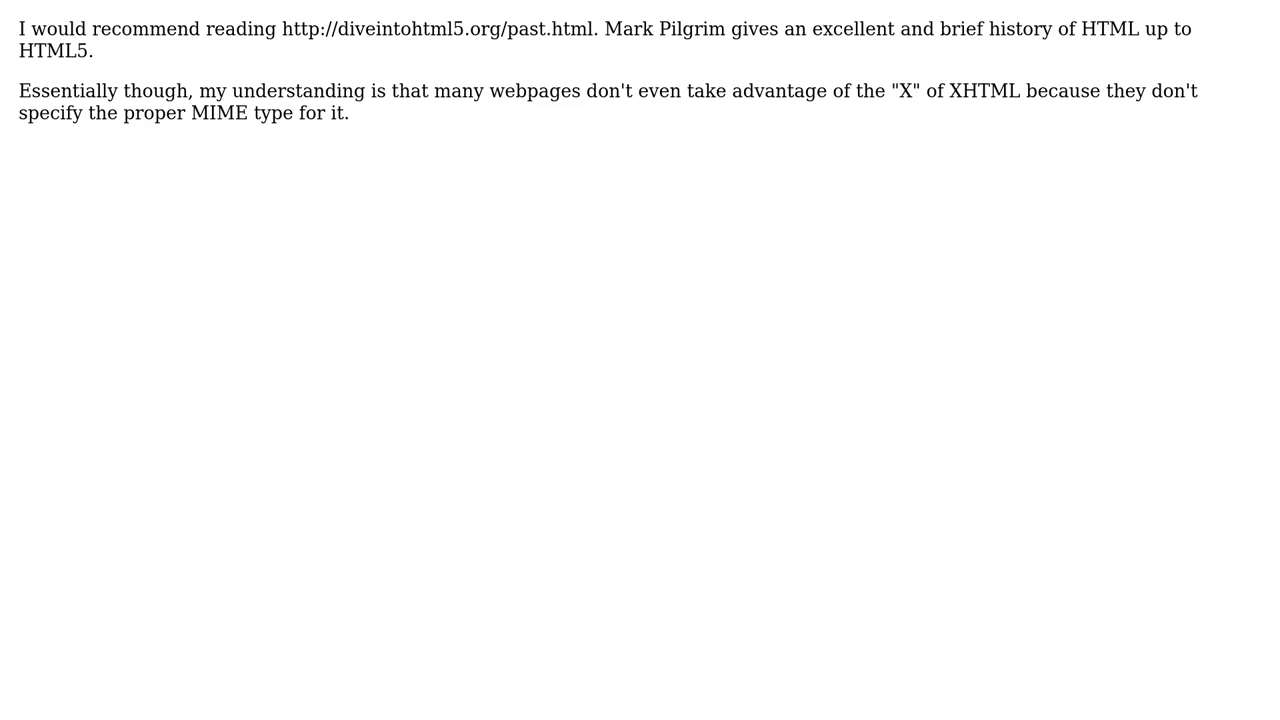 I would recommend reading http://diveintohtml5.org/past.html. Mark Pilgrim gives an excellent and brief history of HTML up to
HTML5.
Essentially though, my understanding is that many webpages don't even take advantage of the "X" of XHTML because they don't
specify the proper MIME type for it.